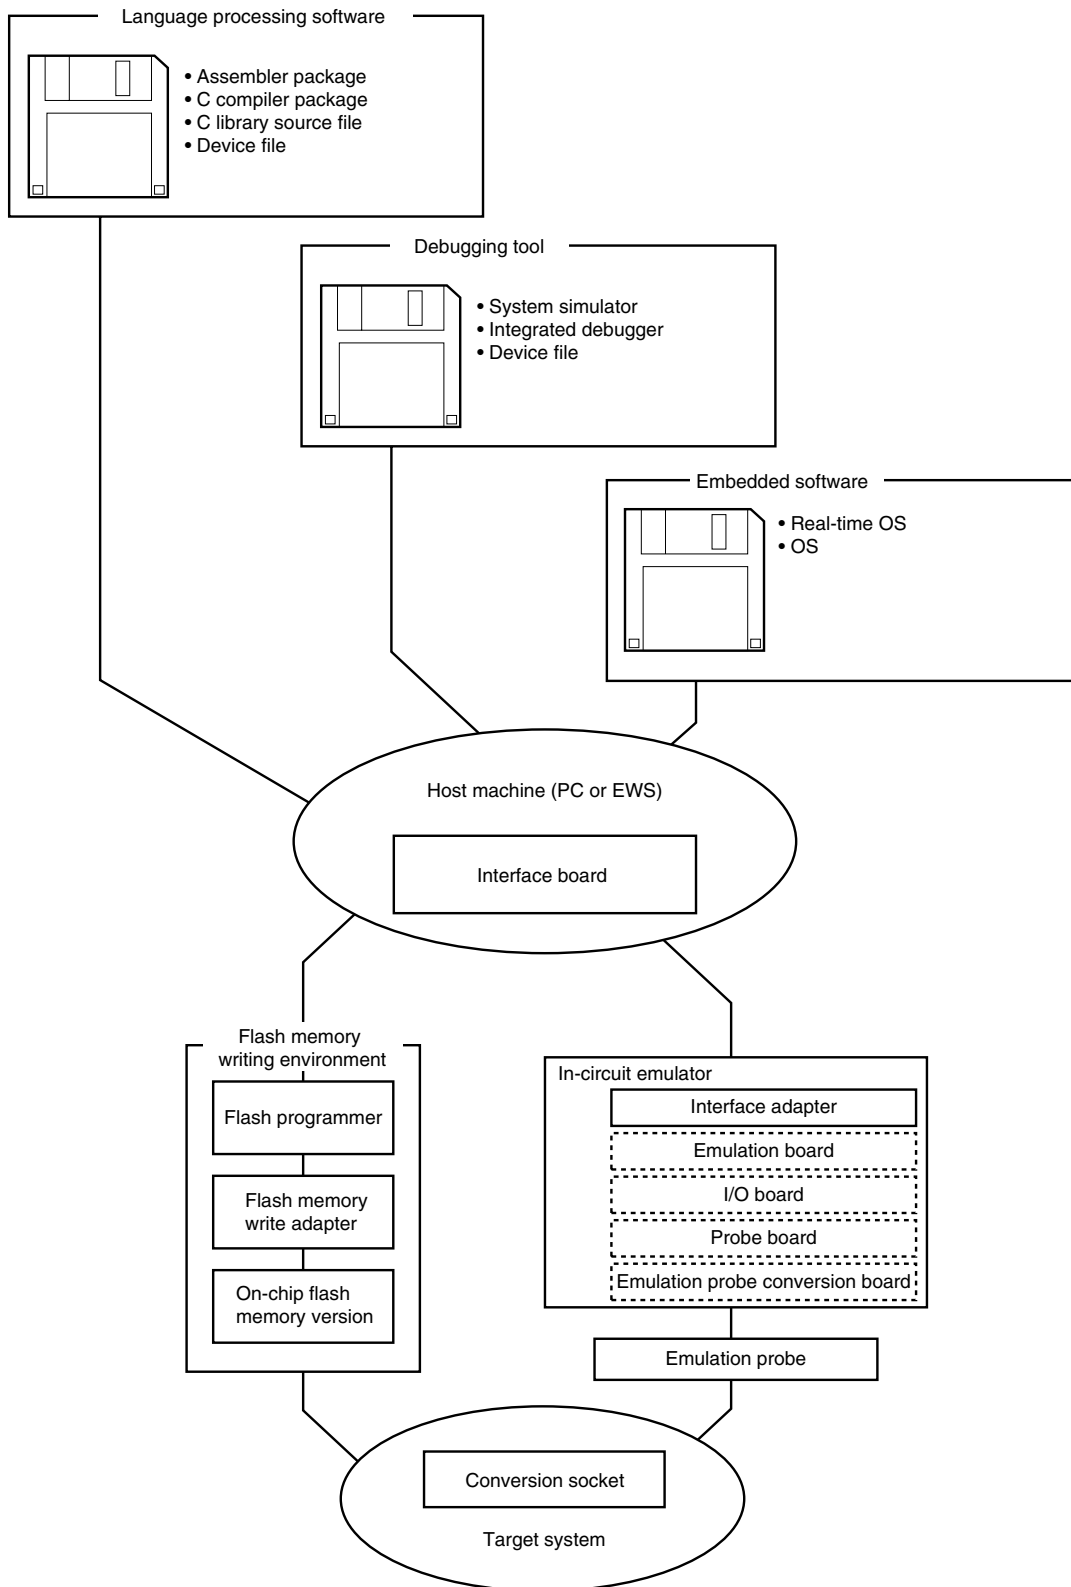 Language processing software
• Assembler package
• C compiler package
• C library source file
• Device file
Debugging tool
• System simulator
• Integrated debugger
• Device file
Embedded software
• Real-time OS
• OS
Host machine (PC or EWS)
Interface board
Flash memory
writing environment
Flash programmer
Flash memory
write adapter
On-chip flash
memory version
In-circuit emulator
Interface adapter
Emulation board
I/O board
Probe board
Emulation probe conversion board
Emulation probe
Conversion socket
Target system